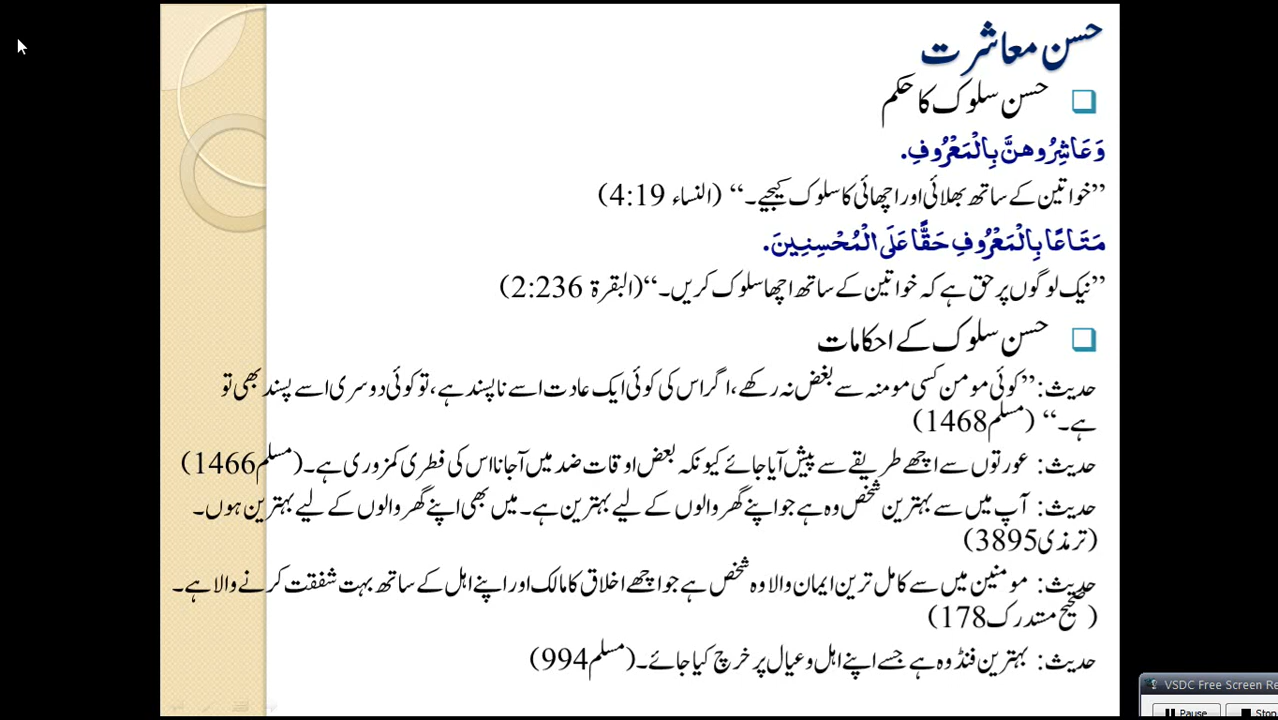 حسن معاشرت
حسن سلوک کا حکم
وَعَاشِرُوهنَّ بِالْمَعْرُوفِ.
’’خواتین کے ساتھ بھلائی اور اچھائی کا سلوک کیجیے۔‘‘ (النساء 4:19)
مَتَاعًا بِالْمَعْرُوفِ حَقًّا عَلَى الْمُحْسِنِينَ.
’’نیک لوگوں پر حق ہے کہ خواتین کے ساتھ اچھا سلوک کریں۔‘‘(البقرۃ 2:236)
حسن سلوک کے احکامات
حدیث: ’’کوئی مومن کسی مومنہ سے بغض نہ رکھے، اگر اس کی کوئی ایک عادت اسے ناپسند ہے، تو کوئی دوسری اسے پسند بھی تو
ہے۔‘‘ (مسلم 1468)
حدیث: عورتوں سے اچھے طریقے سے پیش آیا جائے کیونکہ بعض اوقات ضد میں آجانا اس کی فطری کمزوری ہے۔(مسلم 1466)
حدیث: آپ میں سے بہترین شخص وہ ہے جو اپنے گھر والوں کے لیے بہترین ہے۔ میں بھی اپنے گھر والوں کے لیے بہترین ہوں۔
(ترمذی 3895)
حدیث: مومنین میں سے کامل ترین ایمان والا وہ شخص ہے جو اچھے اخلاق کا مالک اور اپنے اہل کے ساتھ بہت شفقت کرنے والا ہے۔
(صحیح مستدرک 178)
حدیث: بہترین فنڈ وہ ہے جسے اپنے اہل و عیال پر خرچ کیا جائے۔(مسلم 994)
VSDC Free Screen Re
Pause
Stop